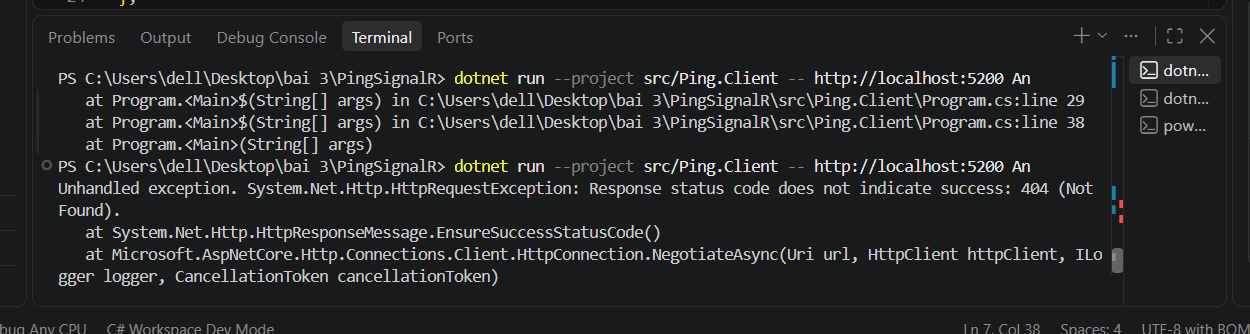 Problems Output Debug Console Terminal Ports
PS C:\Users\dell\Desktop\bai 3\PingSignalR> dotnet run --project src/Ping.Client -- http://localhost:5200 An
at Program.<Main>$(String[] args) in C:\Users\dell\Desktop\bai 3\PingSignalR\src\Ping.Client\Program.cs:line 29
at Program.<Main>$(String[] args) in C:\Users\dell\Desktop\bai 3\PingSignalR\src\Ping.Client\Program.cs:line 38
at Program.<Main>(String[] args)
PS C:\Users\dell\Desktop\bai 3\PingSignalR> dotnet run --project src/Ping.Client -- http://localhost:5200 An
Unhandled exception. System.Net.Http.HttpRequestException: Response status code does not indicate success: 404 (Not
Found).
at System.Net.Http.HttpResponseMessage.EnsureSuccessStatusCode()
at Microsoft.AspNetCore.Http.Connections.Client.HttpConnection.NegotiateAsync(Uri url, HttpClient httpClient, ILo
gger logger, CancellationToken cancellationToken)
dotn...
dotn...
pow...
bug Any CPU C# Workspace Dev Mode Ln 7, Col 38 Spaces: 4 UTF-8 with BOM